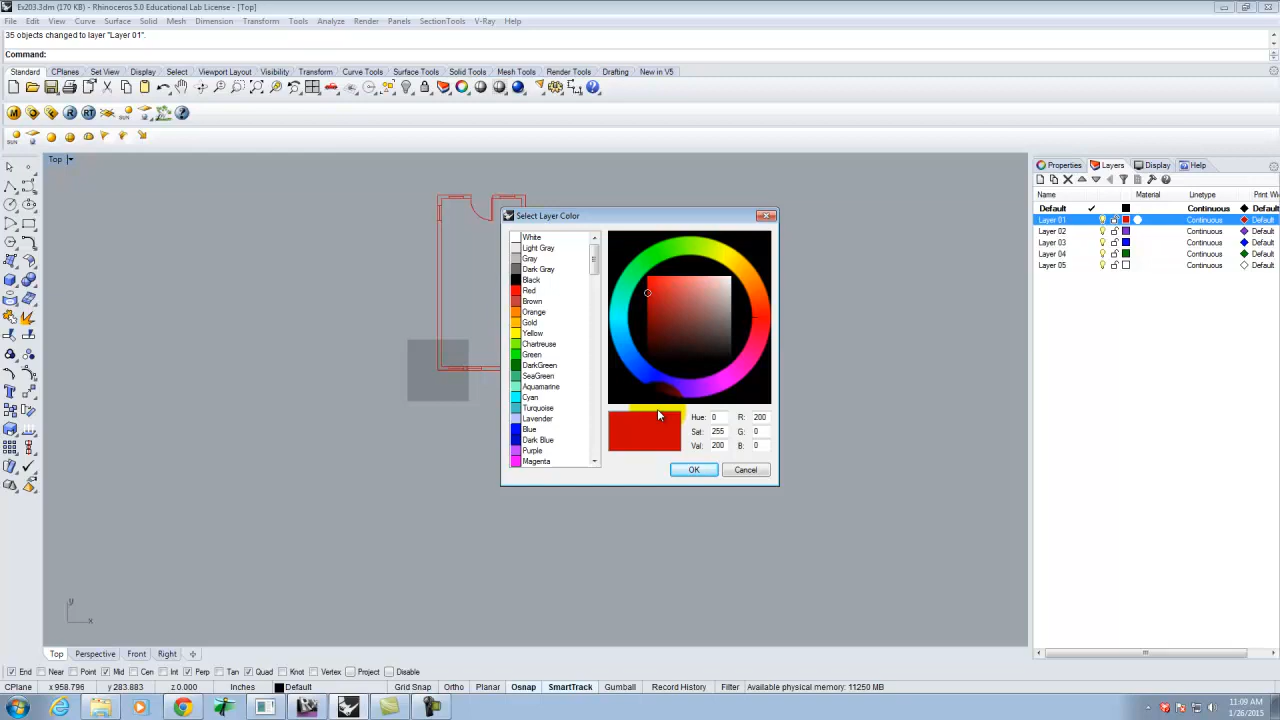 Ex203.3dm (170 KB) - Rhinoceros 5.0 Educational Lab License - [Top]
File Edit View Curve Surface Solid Mesh Dimension Transform Tools Analyze Render Panels SectionTools V-Ray Help
35 objects changed to layer "Layer 01".
Command:
Standard CPlanes Set View Display Select Viewport Layout Visibility Transform Curve Tools Surface Tools Solid Tools Mesh Tools Render Tools Drafting New in V5
Top
Properties Layers Display Help
Name Material Linetype Print Wi
Default Continuous Default
Layer 01 Continuous Default
Layer 02 Continuous Default
Layer 03 Continuous Default
Layer 04 Continuous Default
Layer 05 Continuous Default
Select Layer Color
White
Light Gray
Gray
Dark Gray
Black
Red
Brown
Orange
Gold
Yellow
Chartreuse
Green
DarkGreen
SeaGreen
Aquamarine
Cyan
Turquoise
Lavender
Blue
Dark Blue
Purple
Magenta
Hue: 0 R: 200
Sat: 255 G: 0
Val: 200 B: 0
OK Cancel
y
x
Top Perspective Front Right
End Near Point Mid Cen Int Perp Tan Quad Knot Vertex Project Disable
CPlane x 958.796 y 283.883 z 0.000 Inches Default Grid Snap Ortho Planar Osnap SmartTrack Gumball Record History Filter Available physical memory: 11250 MB
11:09 AM
1/26/2015